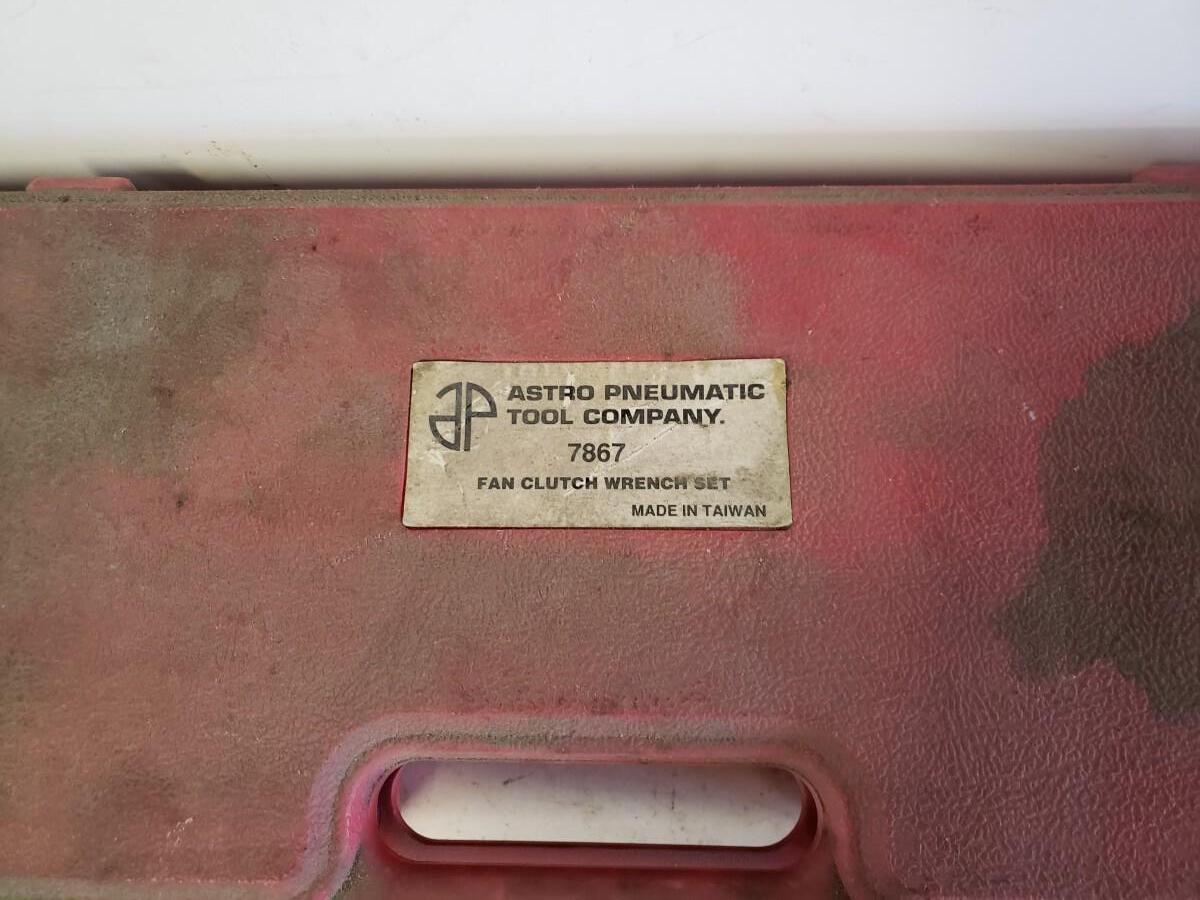 AP ASTRO PNEUMATIC
TOOL COMPANY.
7867
FAN CLUTCH WRENCH SET
MADE IN TAIWAN